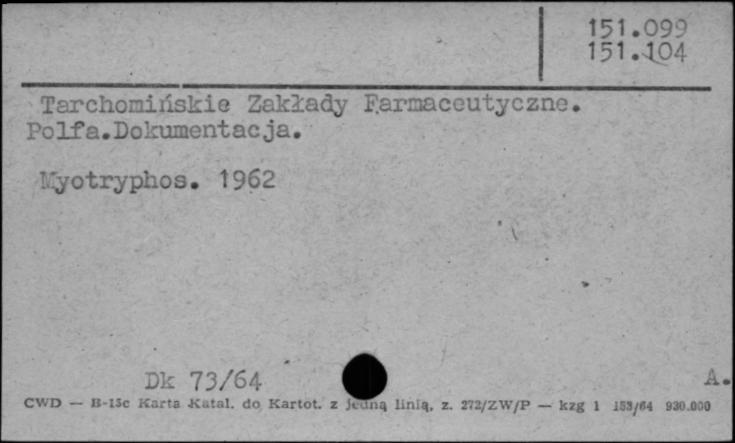 151.099
151.104
Tarchomińskie Zakłady Farmaceutyczne.
Polfa.Dokumentacja.
Myotryphos. 1962
Dk 73/64
A.
CWD — B-15c Karta Katal. do Kartot. z jedną linią, z. 272/ZW/P — kzg 1 153/64 930.000